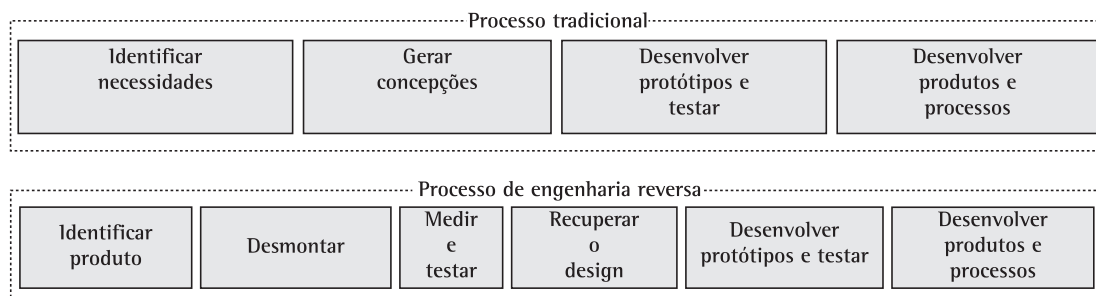 Processo tradicional
Identificar
necessidades
Gerar
concepções
Desenvolver
protótipos e
testar
Desenvolver
produtos e
processos
Processo de engenharia reversa
Identificar
produto
Desmontar
Medir
e
testar
Recuperar
o
design
Desenvolver
protótipos e testar
Desenvolver
produtos e
processos